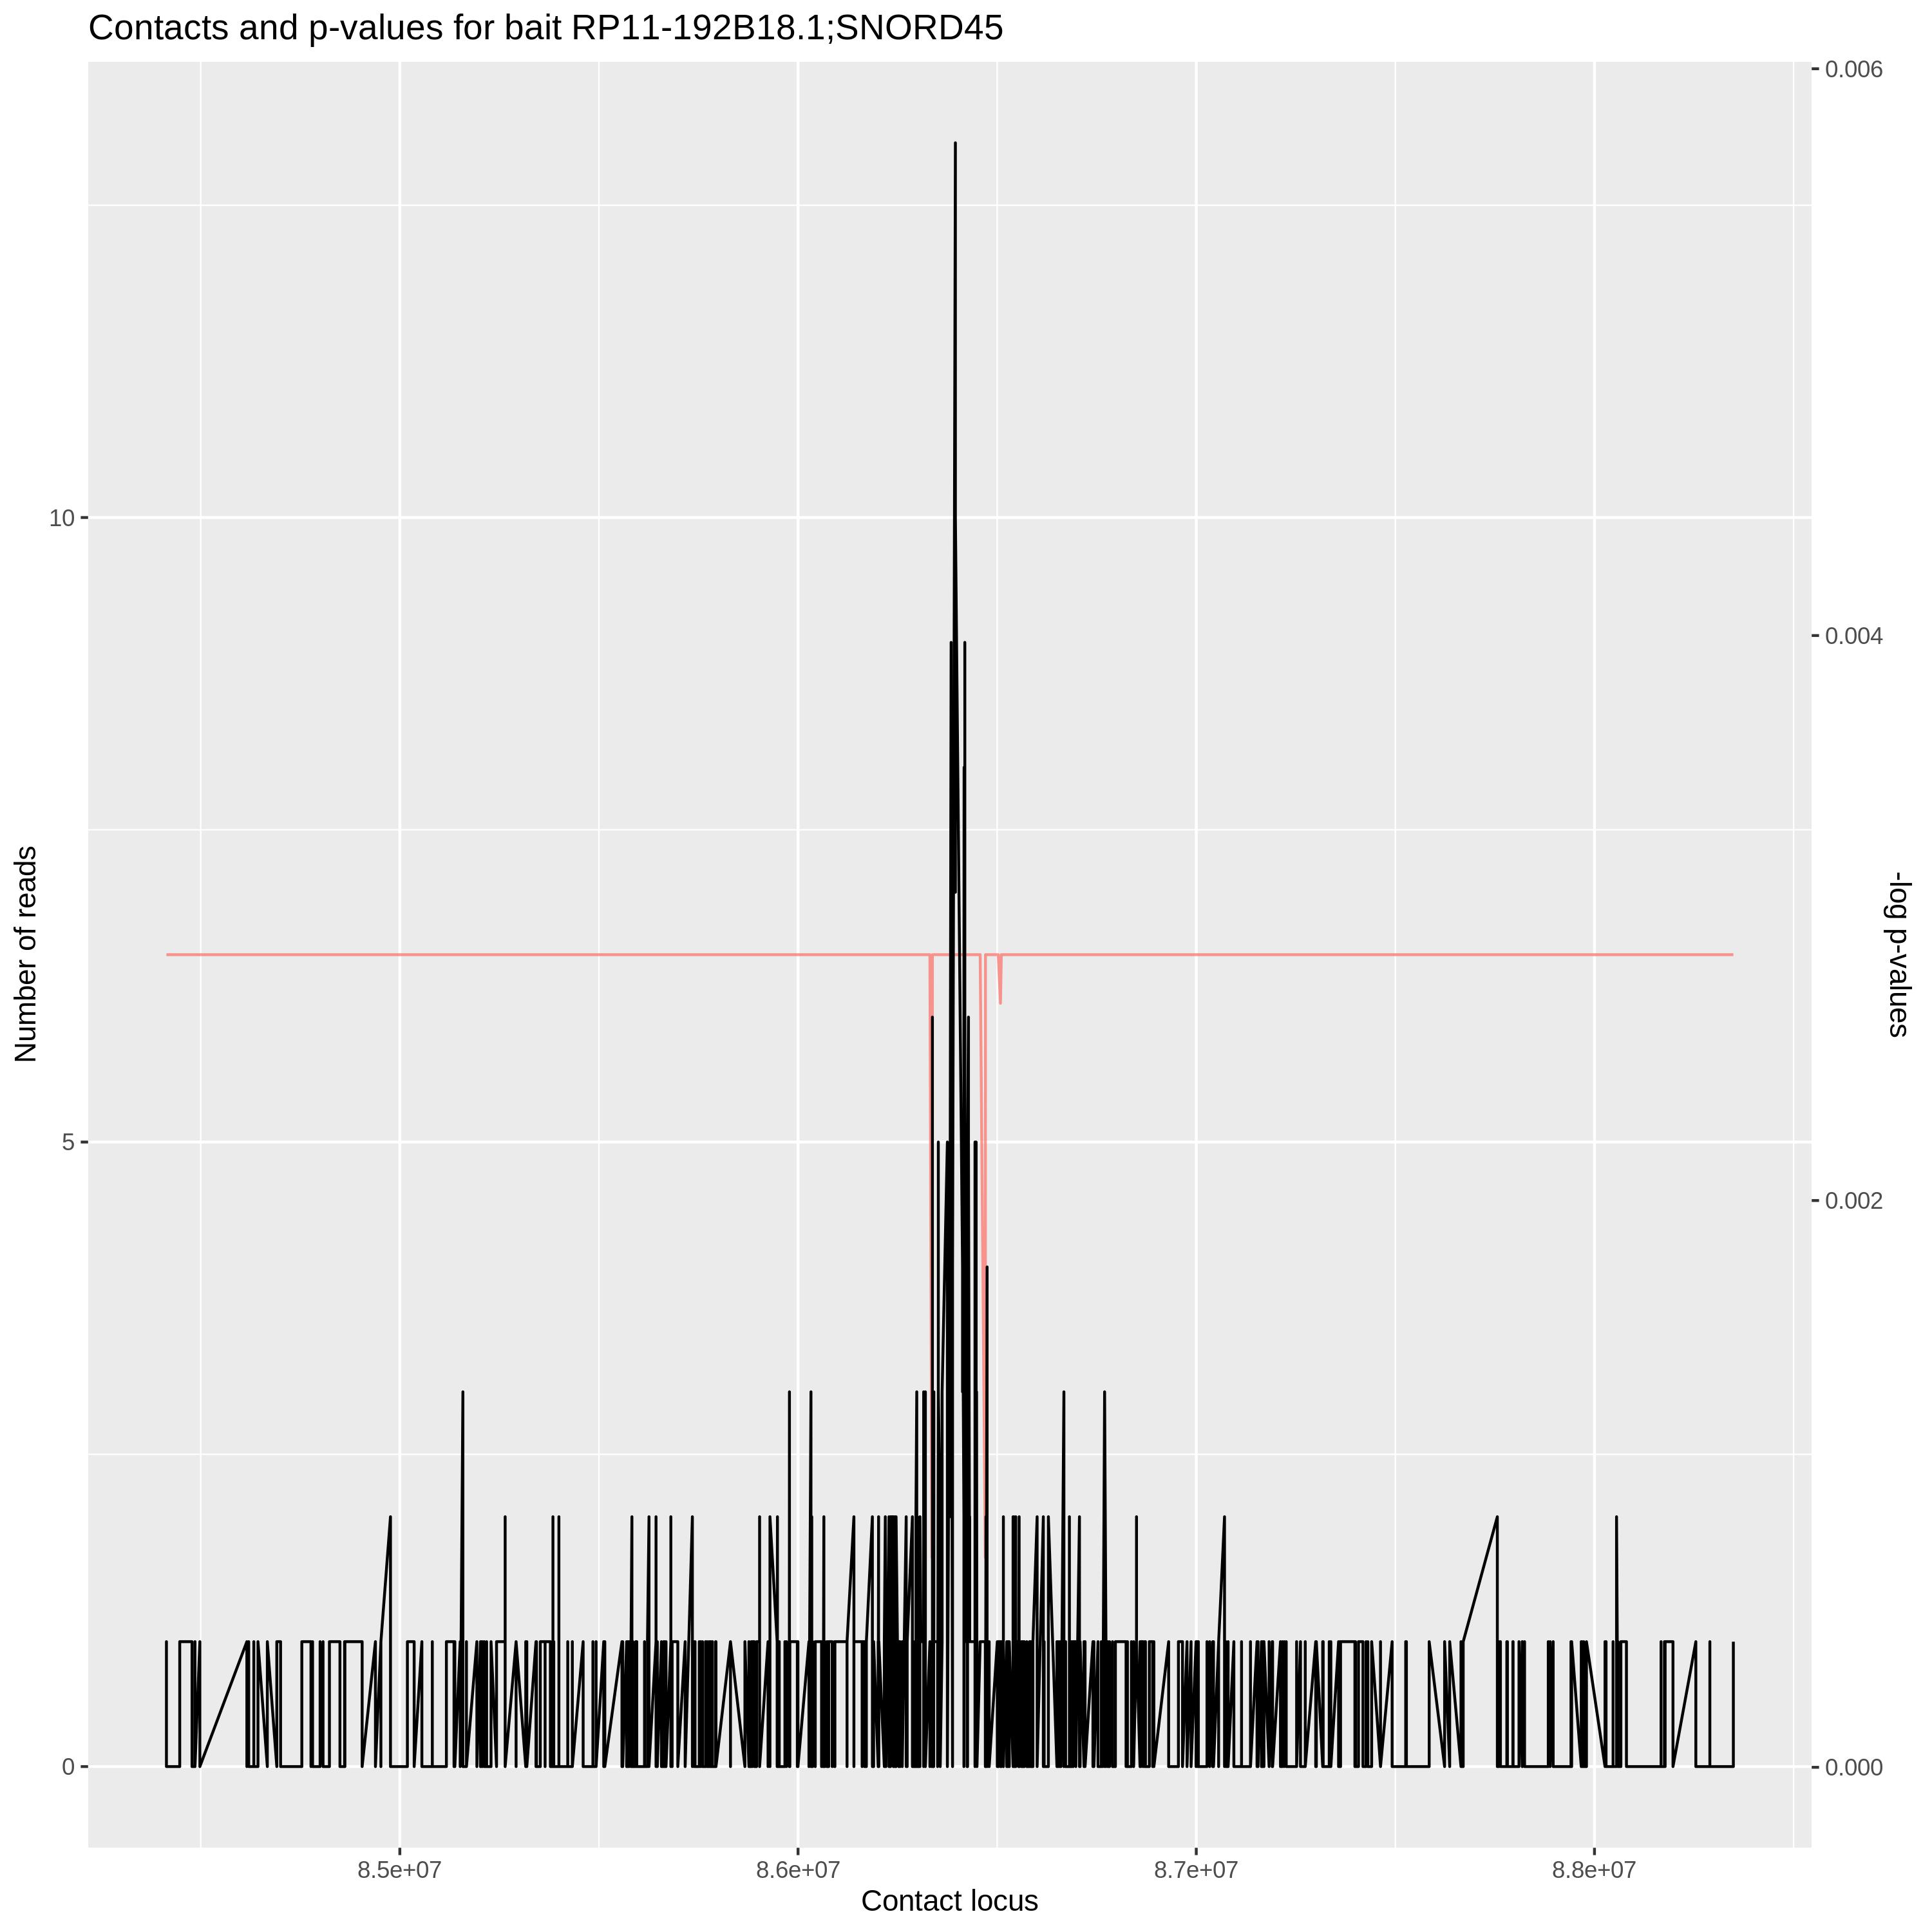 Contacts and p-values for bait RP11-192B18.1;SNORD45
Number of reads
10
5
0
0.006
0.004
0.002
0.000
-log p-values
8.5e+07
8.6e+07
8.7e+07
8.8e+07
Contact locus